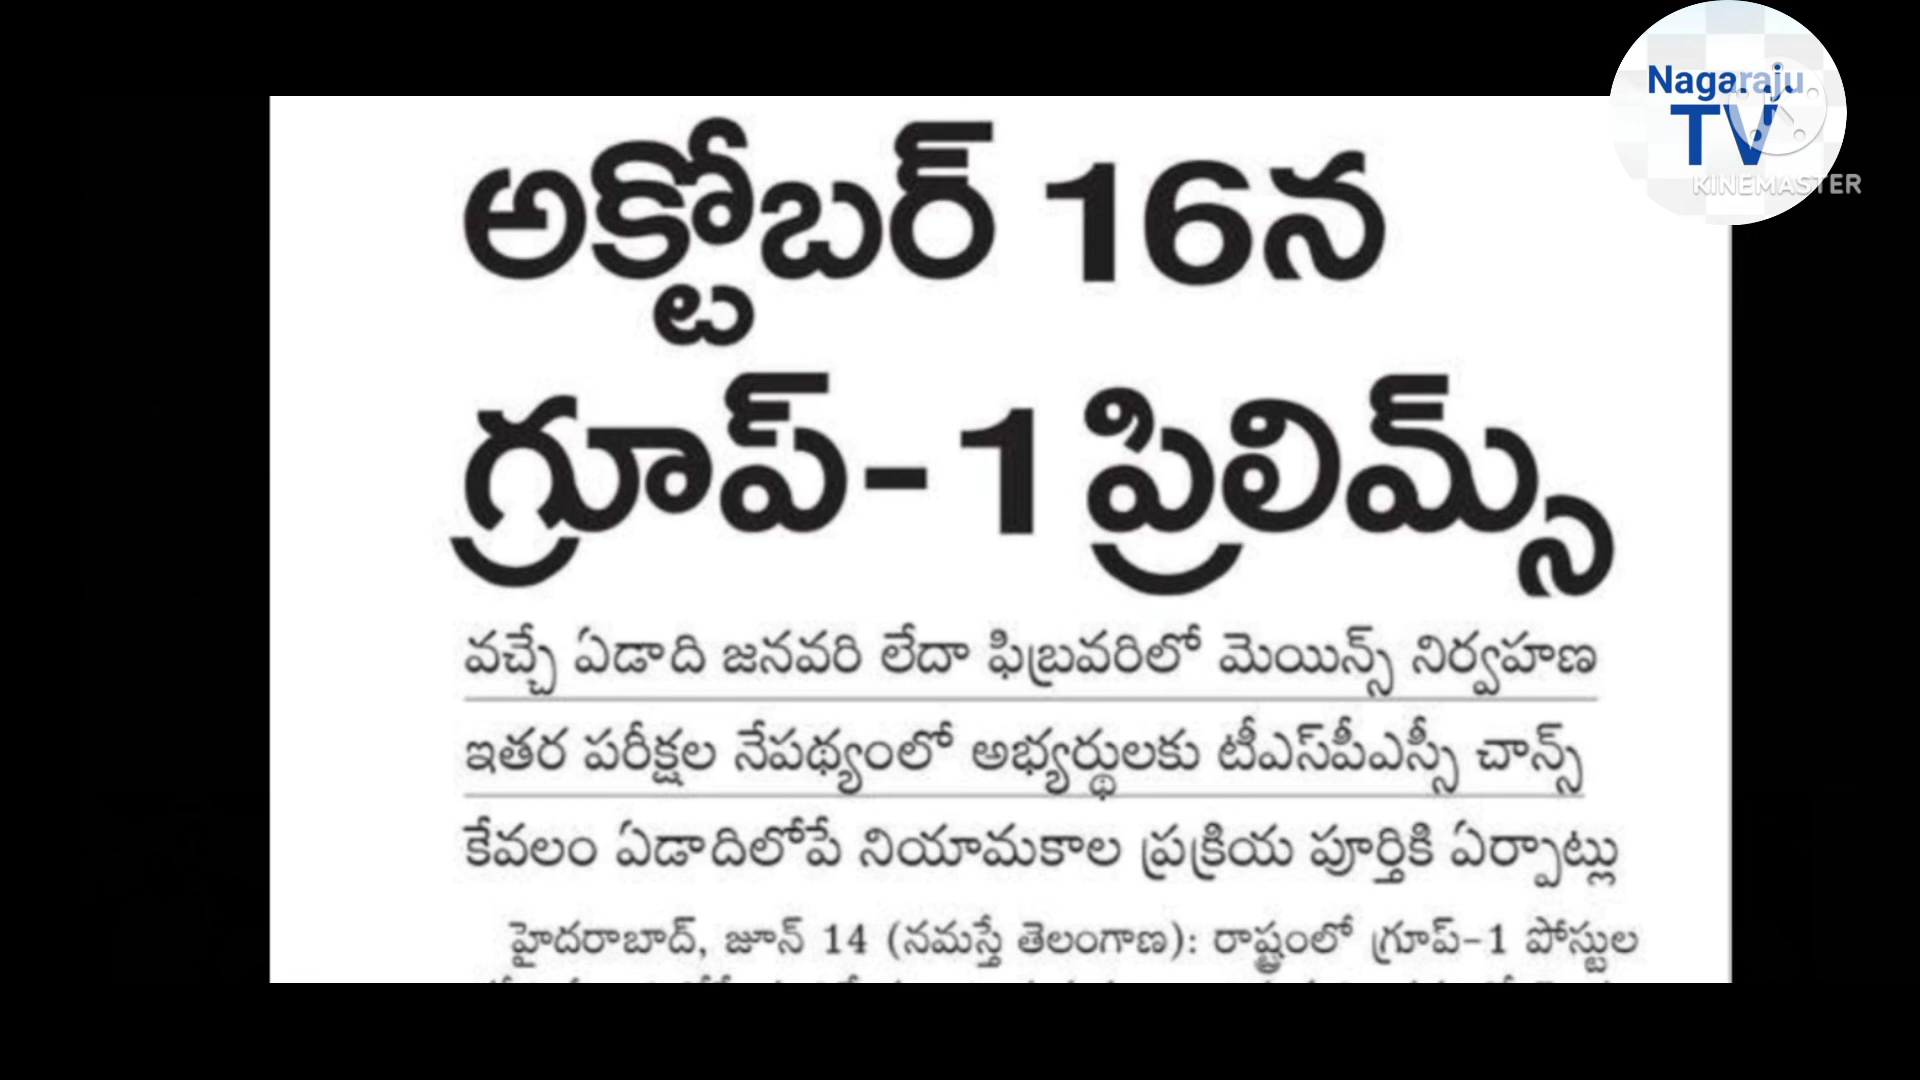 Nagaraju
TV
KINEMASTER
అక్టోబర్ 16న
గ్రూప్-1 ప్రిలిమ్స్
వచ్చే ఏడాది జనవరి లేదా ఫిబ్రవరిలో మెయిన్స్ నిర్వహణ
ఇతర పరీక్షల నేపథ్యంలో అభ్యర్థులకు టీఎస్‌పీఎస్సీ చాన్స్
కేవలం ఏడాదిలోపే నియామకాల ప్రక్రియ పూర్తికి ఏర్పాట్లు
హైదరాబాద్, జూన్ 14 (నమస్తే తెలంగాణ): రాష్ట్రంలో గ్రూప్-1 పోస్టుల